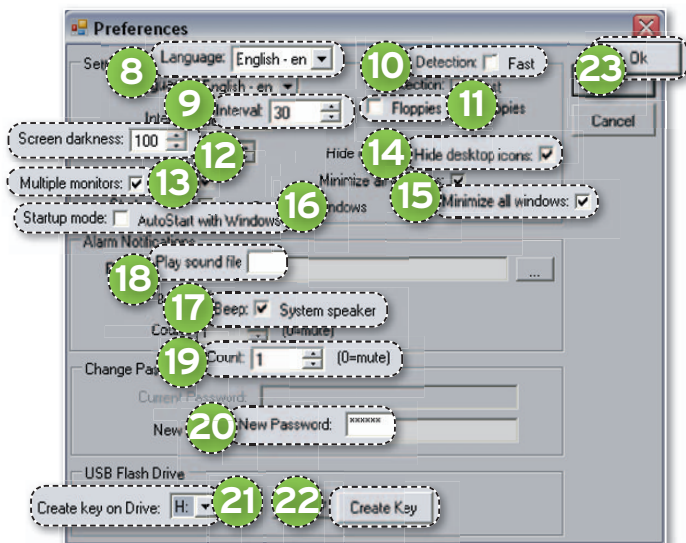 Preferences
8 Language: English - en
10 Detection: Fast
23 Ok
9 Interval: 30
Floppies 11
Cancel
Screen darkness: 100 12
Hide 14 Hide desktop icons:
Multiple monitors: 13
Minimize all
15 Minimize all windows:
Startup mode: AutoStart with Windows 16
Alarm Notifications
18 Play sound file ...
17 Beep: System speaker
19 Count: 1 (0=mute)
Change
Current Password:
New 20 New Password: ******
USB Flash Drive
Create key on Drive: H: 21 22 Create Key